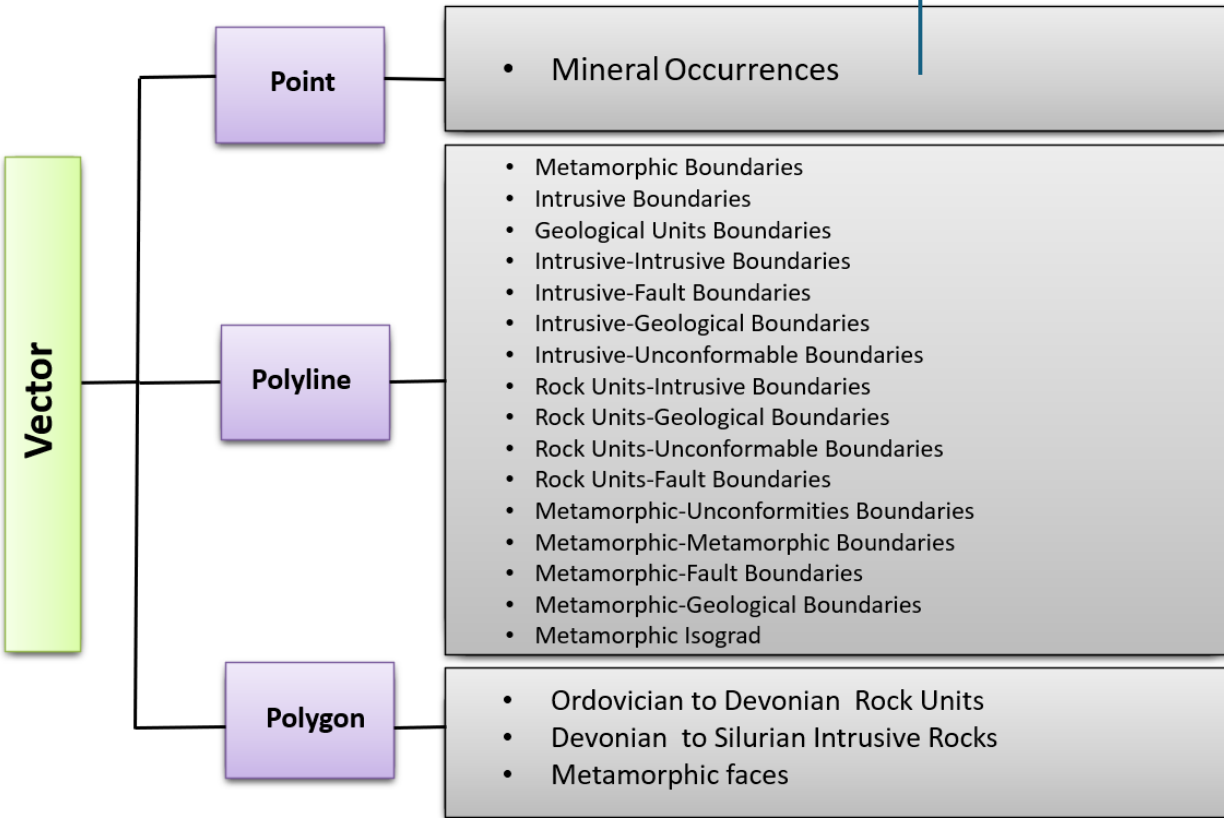 Vector
Point
• Mineral Occurrences
Polyline
• Metamorphic Boundaries
• Intrusive Boundaries
• Geological Units Boundaries
• Intrusive-Intrusive Boundaries
• Intrusive-Fault Boundaries
• Intrusive-Geological Boundaries
• Intrusive-Unconformable Boundaries
• Rock Units-Intrusive Boundaries
• Rock Units-Geological Boundaries
• Rock Units-Unconformable Boundaries
• Rock Units-Fault Boundaries
• Metamorphic-Unconformities Boundaries
• Metamorphic-Metamorphic Boundaries
• Metamorphic-Fault Boundaries
• Metamorphic-Geological Boundaries
• Metamorphic Isograd
Polygon
• Ordovician to Devonian Rock Units
• Devonian to Silurian Intrusive Rocks
• Metamorphic faces